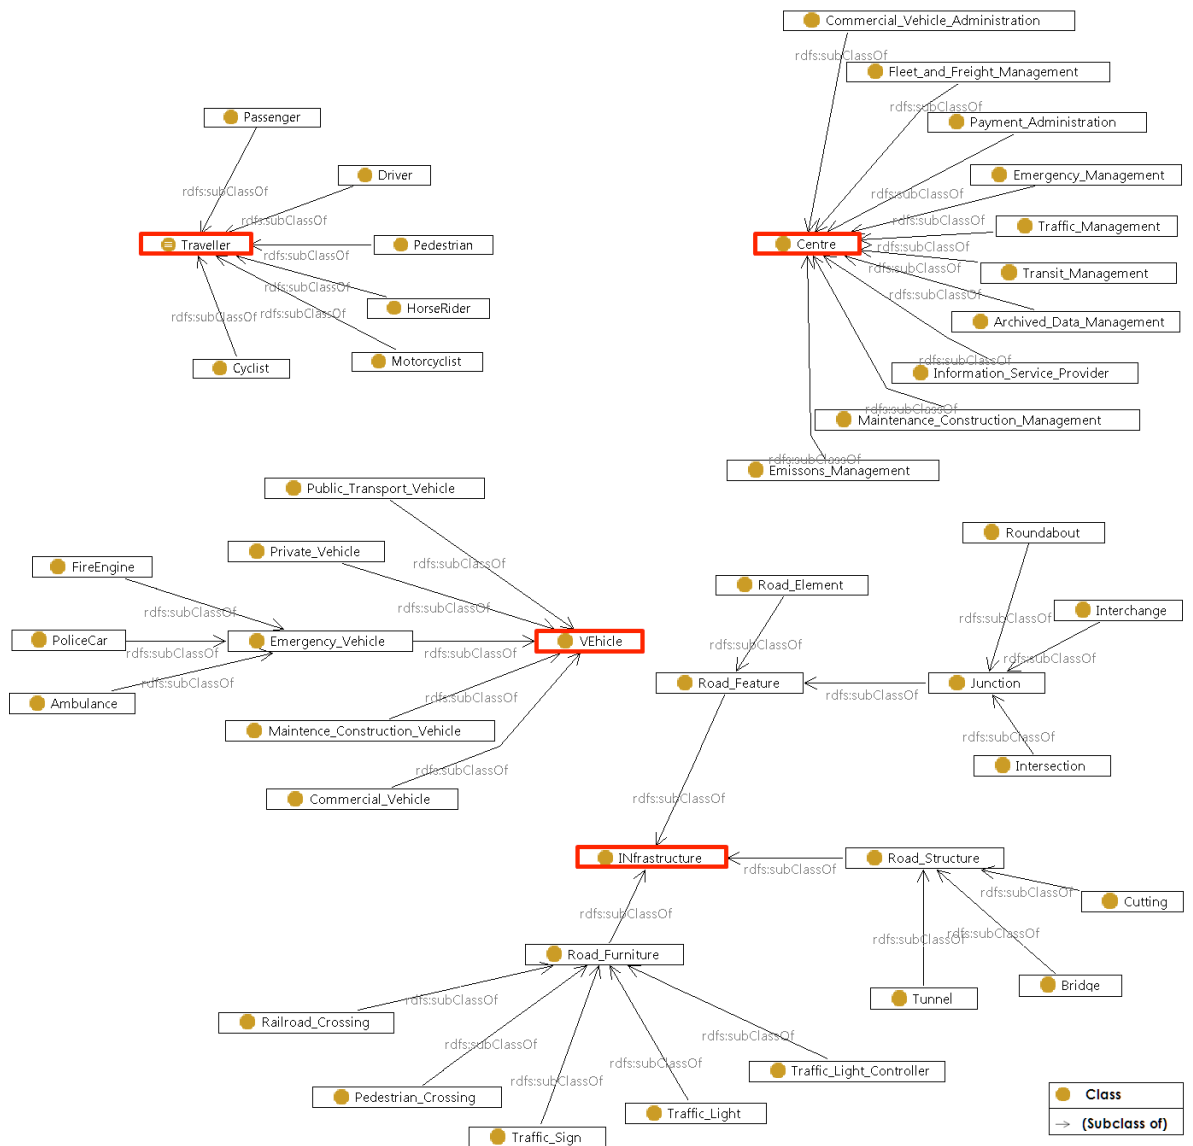 Commercial_Vehicle_Administration
rdfs:subClassOf
Fleet_and_Freight_Management
rdfs:subClassOf
Passenger
Payment_Administration
rdfs:subClassOf
Driver
Emergency_Management
rdfs:subClassOf
rdfs:subClassOf
rdfs:subClassOf
Traffic_Management
Traveller
Pedestrian
Centre
rdfs:subClassOf
rdfs:subClassOf
rdfs:subClassOf
Transit_Management
rdfs:subClassOf
HorseRider
rdfs:subClassOf
rdfs:subClassOf
Archived_Data_Management
Cyclist
Motorcyclist
rdfs:subClassOf
Information_Service_Provider
rdfs:subClassOf
Maintenance_Construction_Management
rdfs:subClassOf
Emissons_Management
Public_Transport_Vehicle
Roundabout
Private_Vehicle
rdfs:subClassOf
FireEngine
rdfs:subClassOf
Road_Element
Interchange
rdfs:subClassOf
rdfs:subClassOf
PoliceCar
Emergency_Vehicle
VEhicle
rdfs:subClassOf
rdfs:subClassOf
rdfs:subClassOf
rdfs:subClassOf
Road_Feature
Junction
rdfs:subClassOf
rdfs:subClassOf
rdfs:subClassOf
Ambulance
Maintence_Construction_Vehicle
rdfs:subClassOf
Intersection
rdfs:subClassOf
Commercial_Vehicle
rdfs:subClassOf
INfrastructure
Road_Structure
rdfs:subClassOf
rdfs:subClassOf
Cutting
rdfs:subClassOf
rdfs:subClassOf
rdfs:subClassOf
Road_Furniture
Bridge
Tunnel
rdfs:subClassOf
Railroad_Crossing
rdfs:subClassOf
rdfs:subClassOf
rdfs:subClassOf
rdfs:subClassOf
Traffic_Light_Controller
Pedestrian_Crossing
Class
Traffic_Light
(Subclass of)
Traffic_Sign